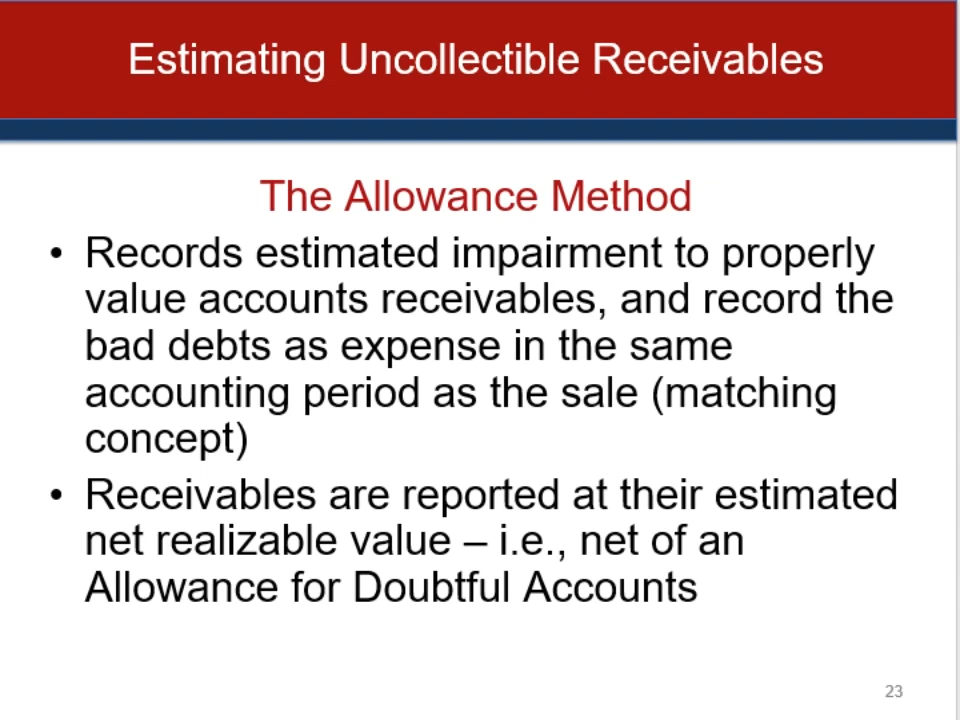 Estimating Uncollectible Receivables
The Allowance Method
• Records estimated impairment to properly
value accounts receivables, and record the
bad debts as expense in the same
accounting period as the sale (matching
concept)
• Receivables are reported at their estimated
net realizable value – i.e., net of an
Allowance for Doubtful Accounts
23